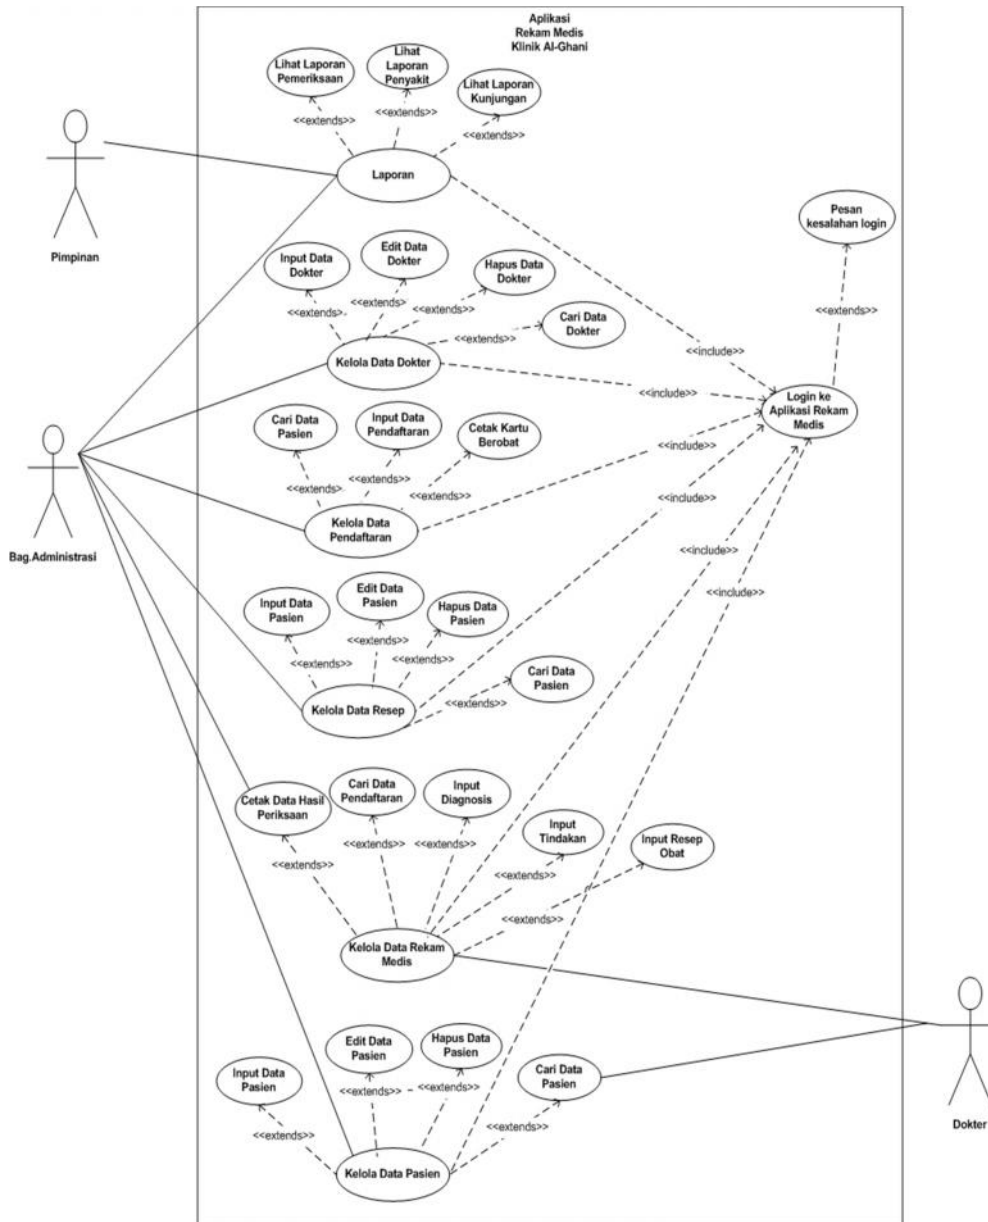 Aplikasi
Rekam Medis
Klinik Al-Ghani
Lihat Laporan
Pemeriksaan
Lihat
Laporan
Penyakit
Lihat Laporan
Kunjungan
<<extends>>
<<extends>>
<<extends>>
Laporan
Pimpinan
Pesan
kesalahan login
Input Data
Dokter
Edit Data
Dokter
Hapus Data
Dokter
Cari Data
Dokter
<<extends>
<<extends>
<<extends>>
<<extends>>
<<extends>>
<<include>>
Kelola Data Dokter
<<include>>
Login ke
Aplikasi Rekam
Medis
Cari Data
Pasien
Input Data
Pendaftaran
Cetak Kartu
Berobat
<<include>>
<<extends>>
<<extends>>
<<extends>>
<<include>>
Kelola Data
Pendaftaran
Bag.Administrasi
<<include>>
<<include>>
Input Data
Pasien
Edit Data
Pasien
Hapus Data
Pasien
Cari Data
Pasien
<<extends>>
<<extends>>
<<extends>>
<<extends>>
Kelola Data Resep
Cetak Data Hasil
Periksaan
Cari Data
Pendaftaran
Input
Diagnosis
Input
Tindakan
Input Resep
Obat
<<extends>>
<<extends>>
<<extends>>
<<extends>>
<<extends>>
Kelola Data Rekam
Medis
Input Data
Pasien
Edit Data
Pasien
Hapus Data
Pasien
Cari Data
Pasien
<<extends>>
<<extends>>
<<extends>>
<<extends>>
Kelola Data Pasien
Dokter